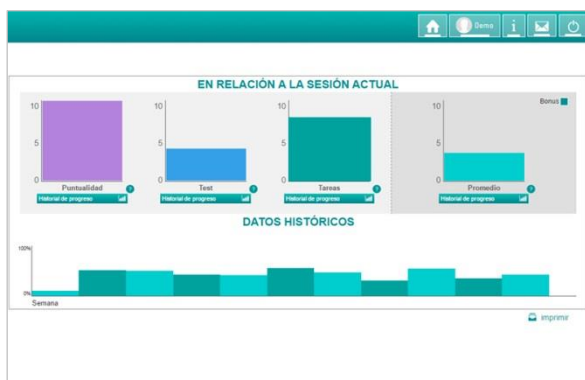 Demo
EN RELACIÓN A LA SESIÓN ACTUAL
10
5
0
Puntualidad
?
Historial de progreso
10
5
0
Test
?
Historial de progreso
10
5
0
Tareas
?
Historial de progreso
Bonus
10
5
0
Promedio
?
Historial de progreso
DATOS HISTÓRICOS
100%
0%
Semana
imprimir